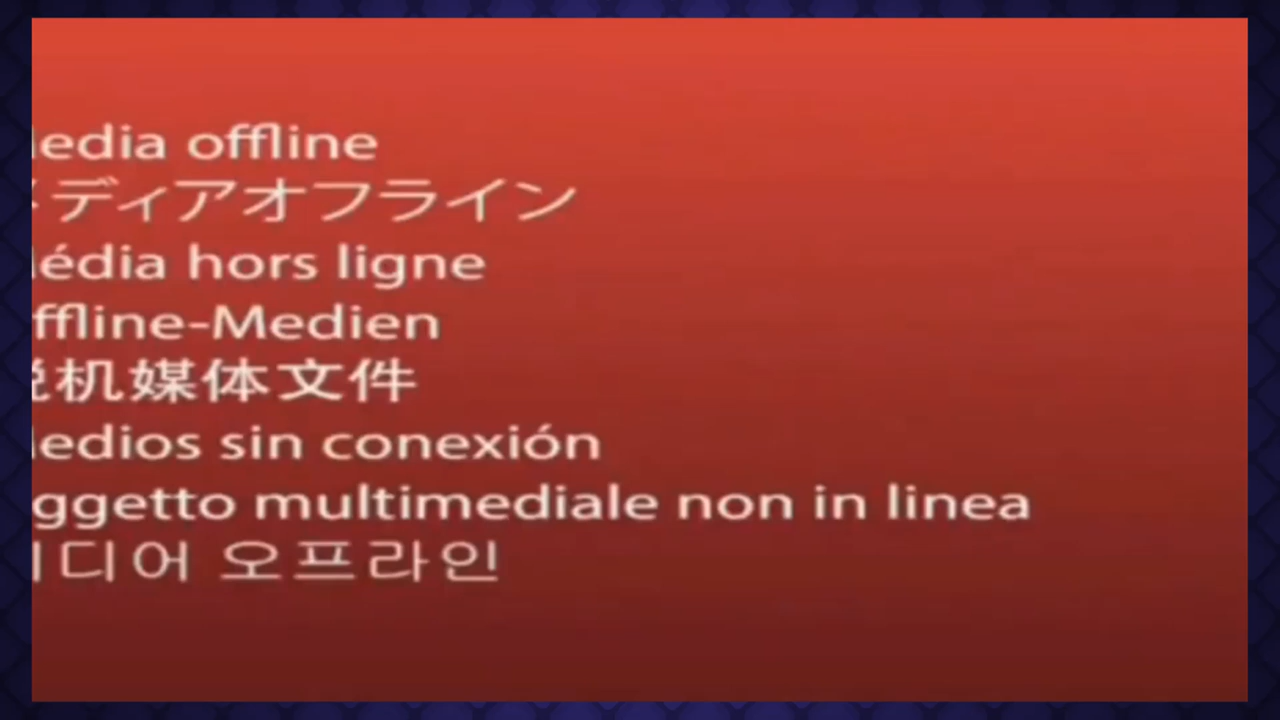 edia offline
ディアオフライン
édia hors ligne
ffline-Medien
机媒体文件
edios sin conexión
ggetto multimediale non in linea
디어 오프라인